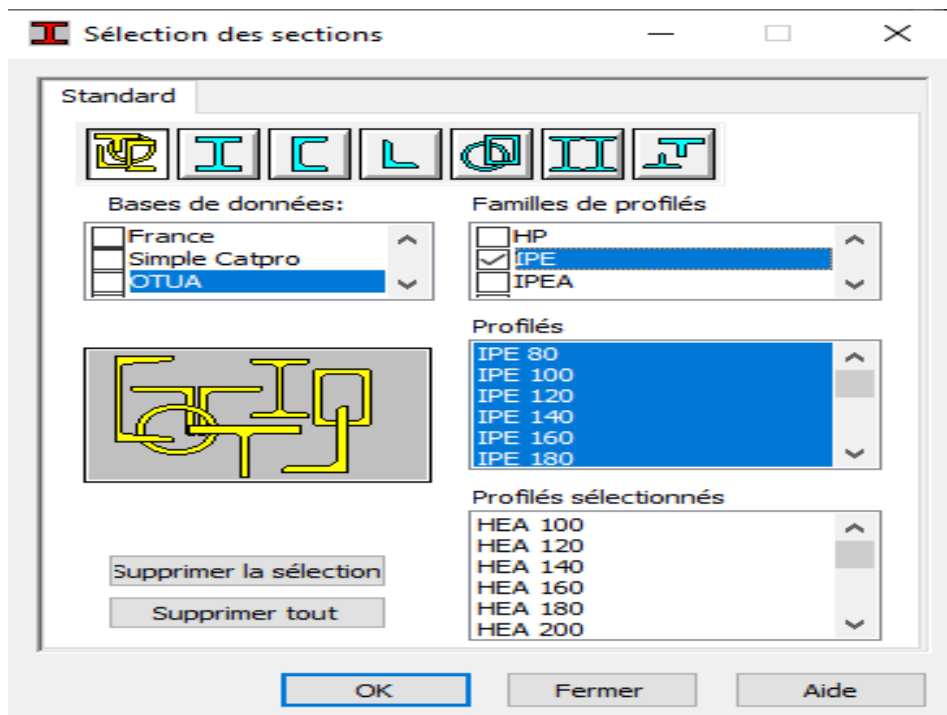 Sélection des sections
Standard
Bases de données:
France
Simple Catpro
OTUA
Familles de profilés
HP
IPE
IPEA
Profilés
IPE 80
IPE 100
IPE 120
IPE 140
IPE 160
IPE 180
Profilés sélectionnés
HEA 100
HEA 120
HEA 140
HEA 160
HEA 180
HEA 200
Supprimer la sélection
Supprimer tout
OK
Fermer
Aide